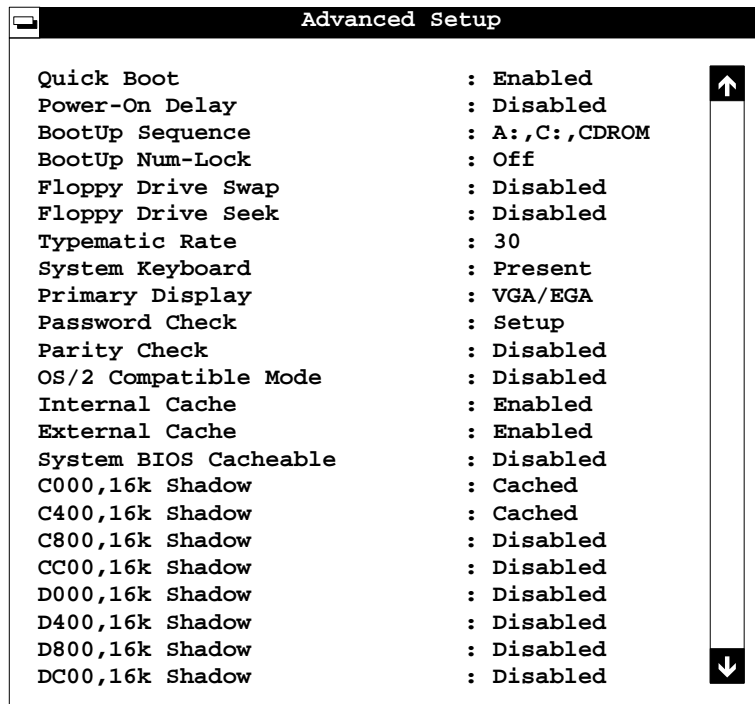 Advanced Setup
Quick Boot : Enabled
Power-On Delay : Disabled
BootUp Sequence : A:,C:,CDROM
BootUp Num-Lock : Off
Floppy Drive Swap : Disabled
Floppy Drive Seek : Disabled
Typematic Rate : 30
System Keyboard : Present
Primary Display : VGA/EGA
Password Check : Setup
Parity Check : Disabled
OS/2 Compatible Mode : Disabled
Internal Cache : Enabled
External Cache : Enabled
System BIOS Cacheable : Disabled
C000,16k Shadow : Cached
C400,16k Shadow : Cached
C800,16k Shadow : Disabled
CC00,16k Shadow : Disabled
D000,16k Shadow : Disabled
D400,16k Shadow : Disabled
D800,16k Shadow : Disabled
DC00,16k Shadow : Disabled